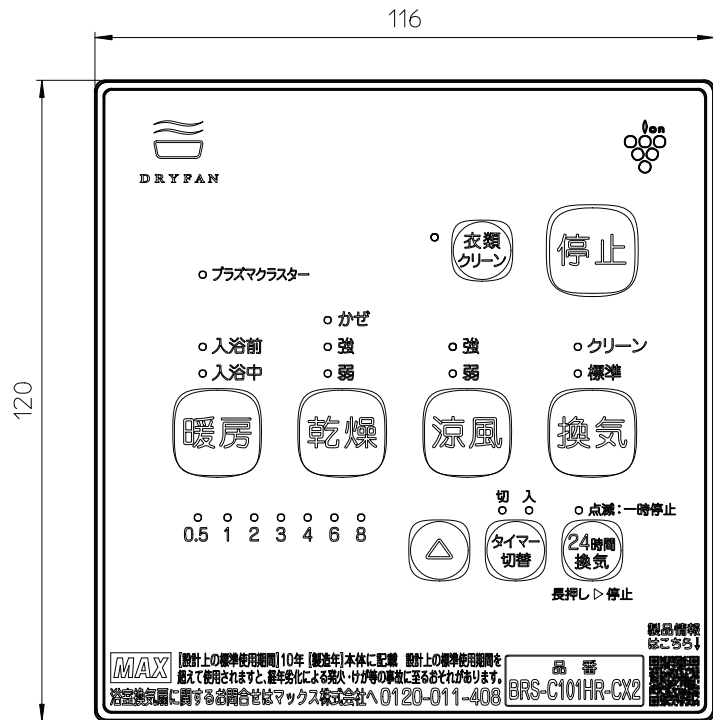 116
120
DRYFAN
ion
衣類
クリーン
停止
プラズマクラスター
かぜ
入浴前
強
強
クリーン
入浴中
弱
弱
標準
暖房
乾燥
涼風
換気
切 入
点滅：一時停止
0.5 1 2 3 4 6 8
タイマー
切替
24時間
換気
長押し▷停止
製品情報
はこちら↓
MAX
【設計上の標準使用期間】10年 【製造年】本体に記載 設計上の標準使用期間を
超えて使用されますと、経年劣化による発火・けが等の事故に至るおそれがあります。
浴室換気扇に関するお問合せはマックス株式会社へ 0120-011-408
品番
BRS-C101HR-CX2